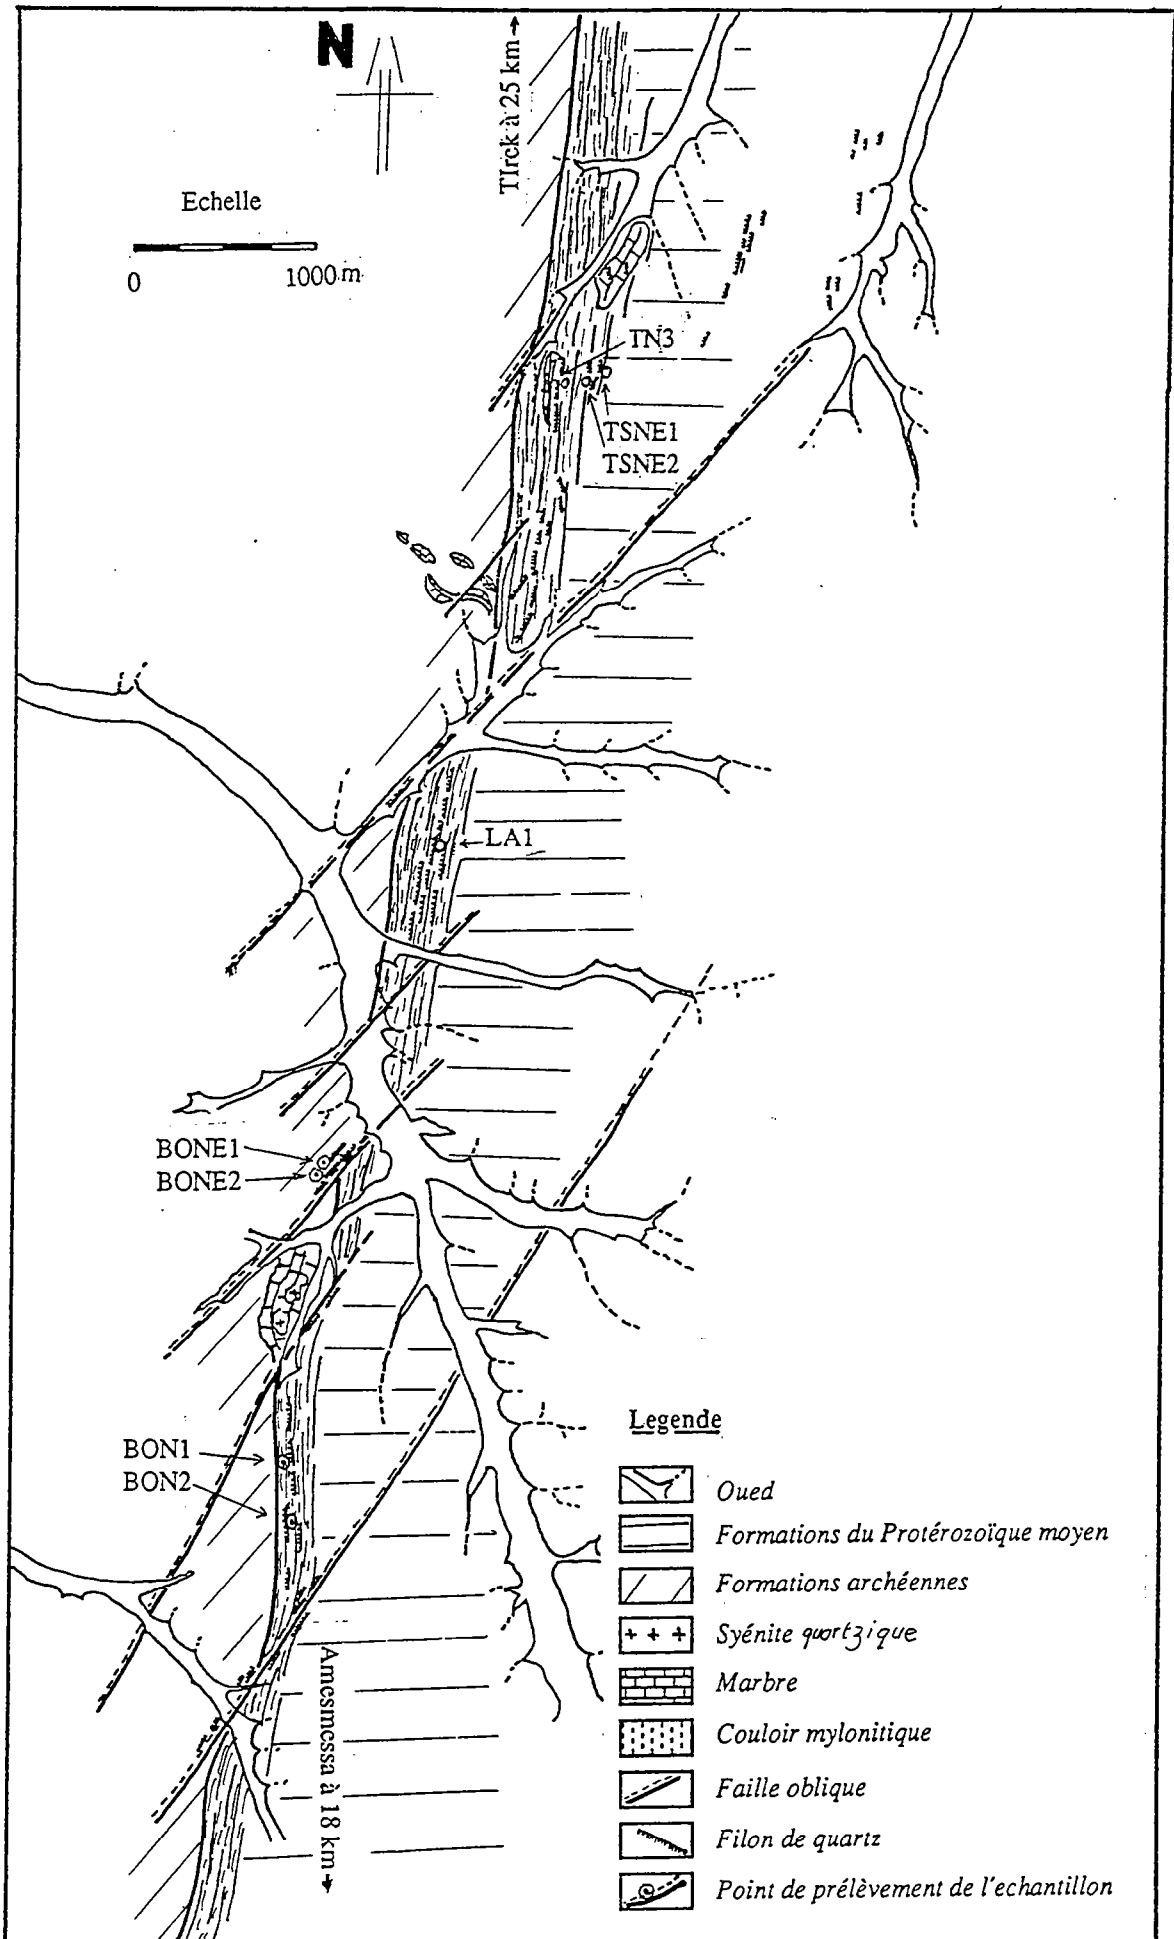 N
TIrek à 25 km
Echelle
0 1000 m
TN3
TSNE1
TSNE2
LA1
BONE1
BONE2
BON1
BON2
Amesmessa à 18 km
Legende
Oued
Formations du Protérozoïque moyen
Formations archéennes
Syénite quartzique
Marbre
Couloir mylonitique
Faille oblique
Filon de quartz
Point de prélèvement de l'echantillon